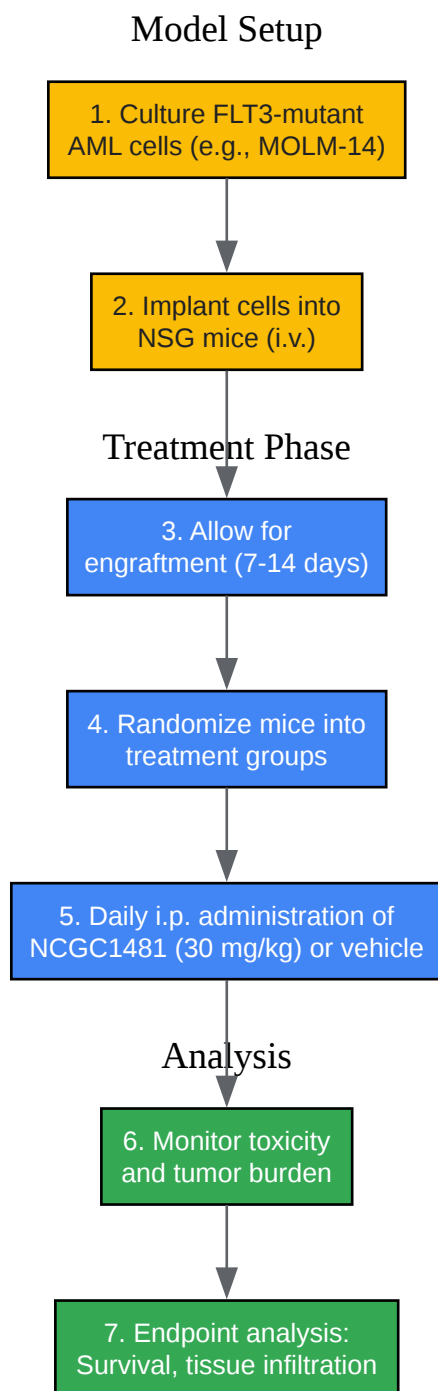 Model Setup
1. Culture FLT3-mutant
AML cells (e.g., MOLM-14)
2. Implant cells into
NSG mice (i.v.)
Treatment Phase
3. Allow for
engraftment (7-14 days)
4. Randomize mice into
treatment groups
5. Daily i.p. administration of
NCGC1481 (30 mg/kg) or vehicle
Analysis
6. Monitor toxicity
and tumor burden
7. Endpoint analysis:
Survival, tissue infiltration